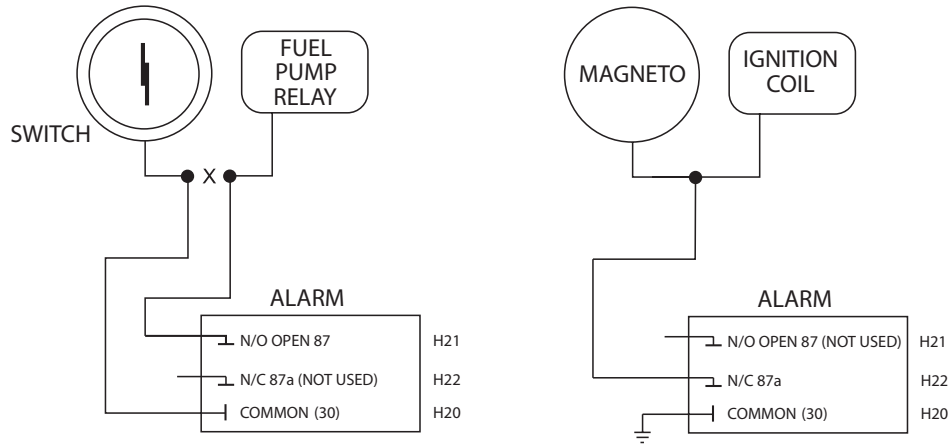 SWITCH
FUEL
PUMP
RELAY
X
ALARM
N/O OPEN 87
H21
N/C 87a (NOT USED)
H22
COMMON (30)
H20
MAGNETO
IGNITION
COIL
ALARM
N/O OPEN 87 (NOT USED)
H21
N/C 87a
H22
COMMON (30)
H20